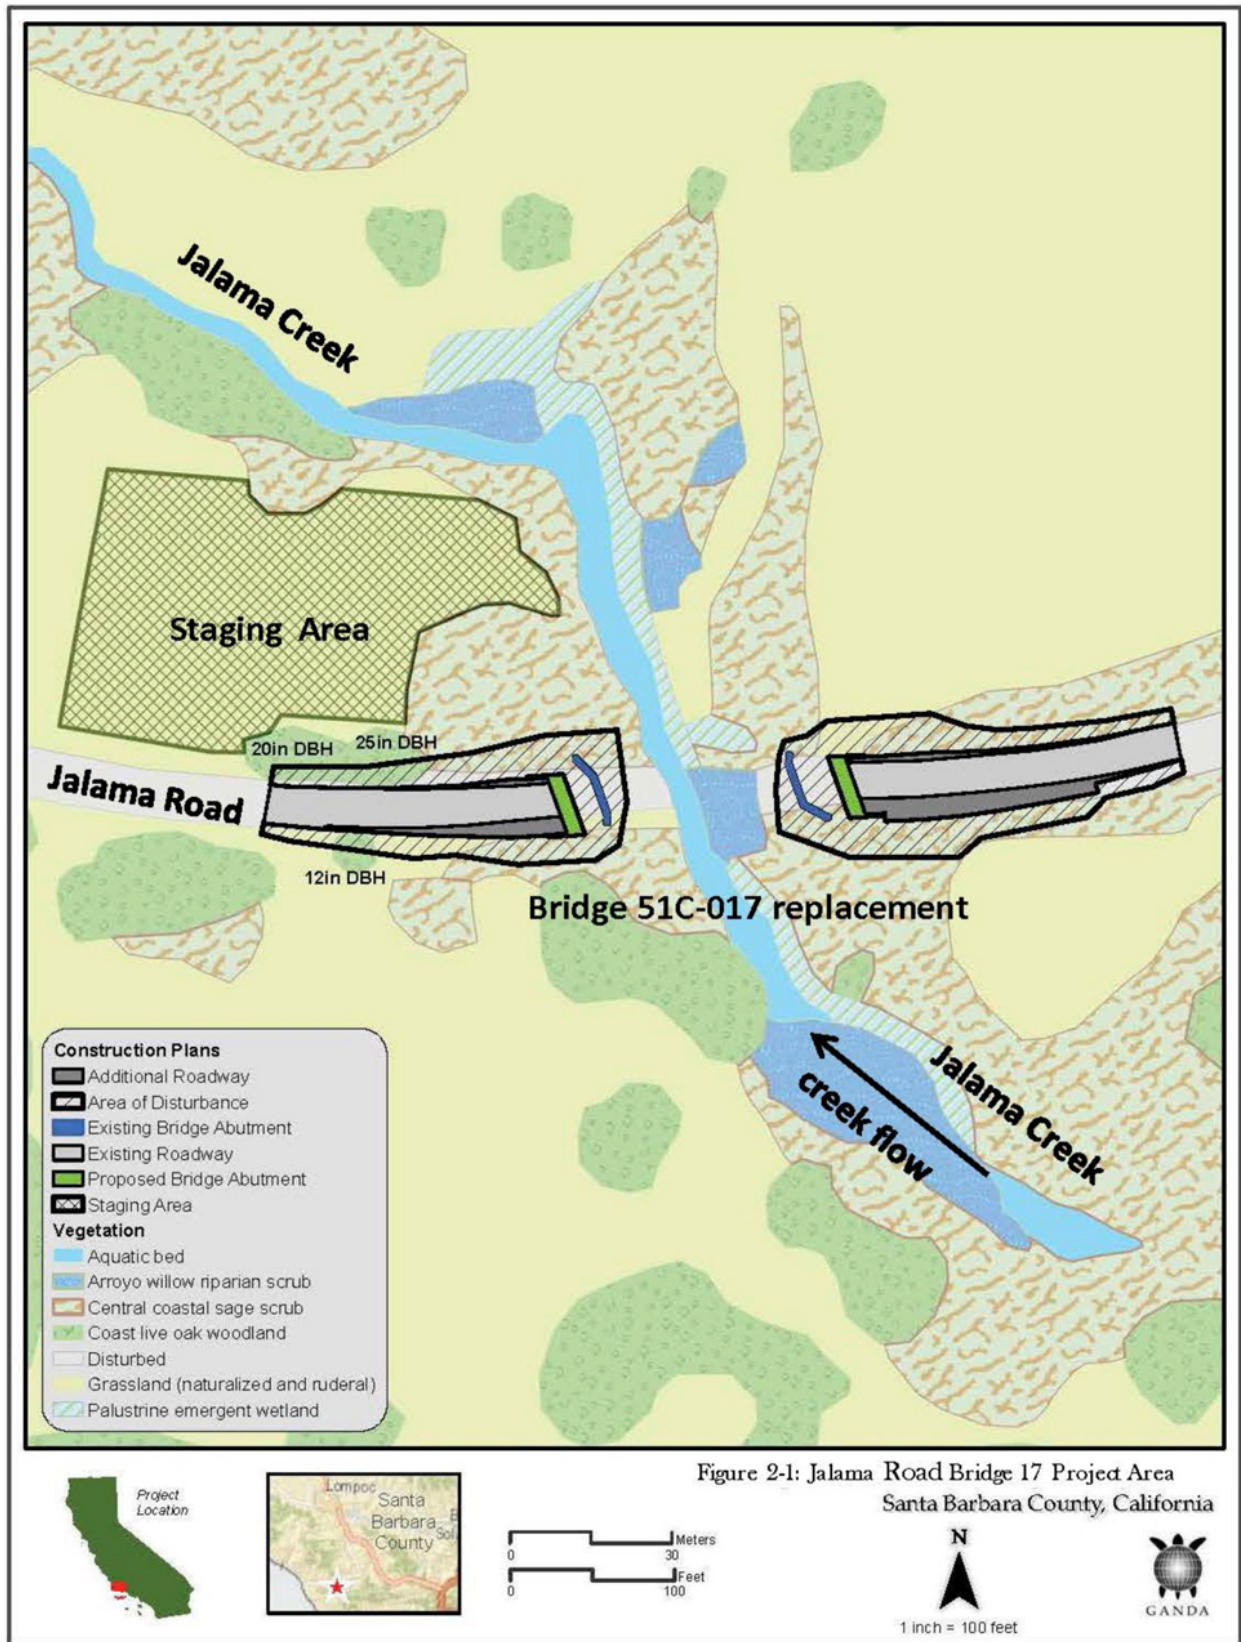 Jalama Creek
Staging Area
20in DBH
25in DBH
Jalama Road
12in DBH
Bridge 51C-017 replacement
Jalama Creek
creek flow
Construction Plans
Additional Roadway
Area of Disturbance
Existing Bridge Abutment
Existing Roadway
Proposed Bridge Abutment
Staging Area
Vegetation
Aquatic bed
Arroyo willow riparian scrub
Central coastal sage scrub
Coast live oak woodland
Disturbed
Grassland (naturalized and ruderal)
Palustrine emergent wetland
Figure 2-1: Jalama Road Bridge 17 Project Area
Santa Barbara County, California
Project
Location
Lompoc
Santa
Barbara
County
Meters
0 30
Feet
0 100
N
1 inch = 100 feet
GANDA